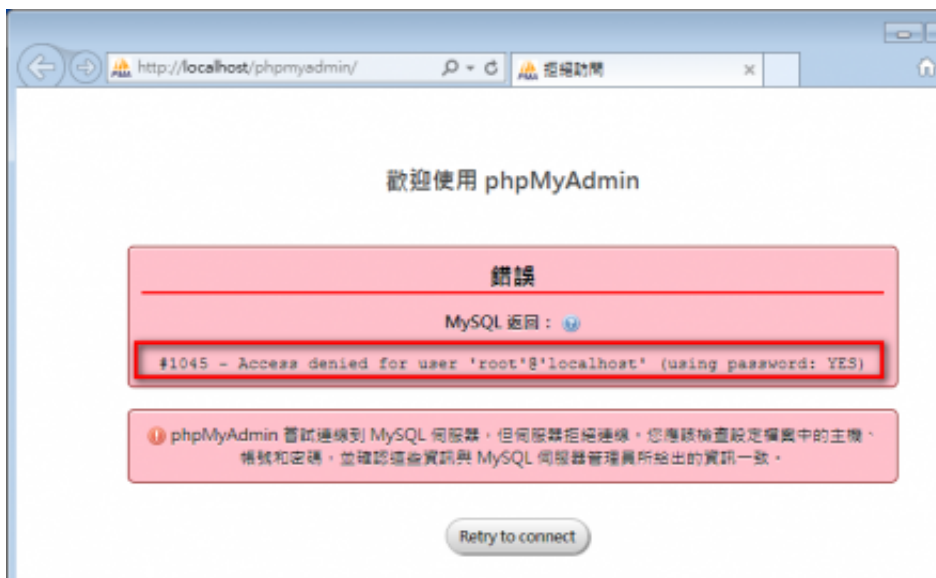 http://localhost/phpmyadmin/
拒絕訪問
歡迎使用 phpMyAdmin
錯誤
MySQL 返回：
#1045 - Access denied for user 'root'@'localhost' (using password: YES)
phpMyAdmin 嘗試連線到 MySQL 伺服器，但伺服器拒絕連線。您應該檢查設定檔案中的主機、
帳號和密碼，並確認這些資訊與 MySQL 伺服器管理員所給出的資訊一致。
Retry to connect